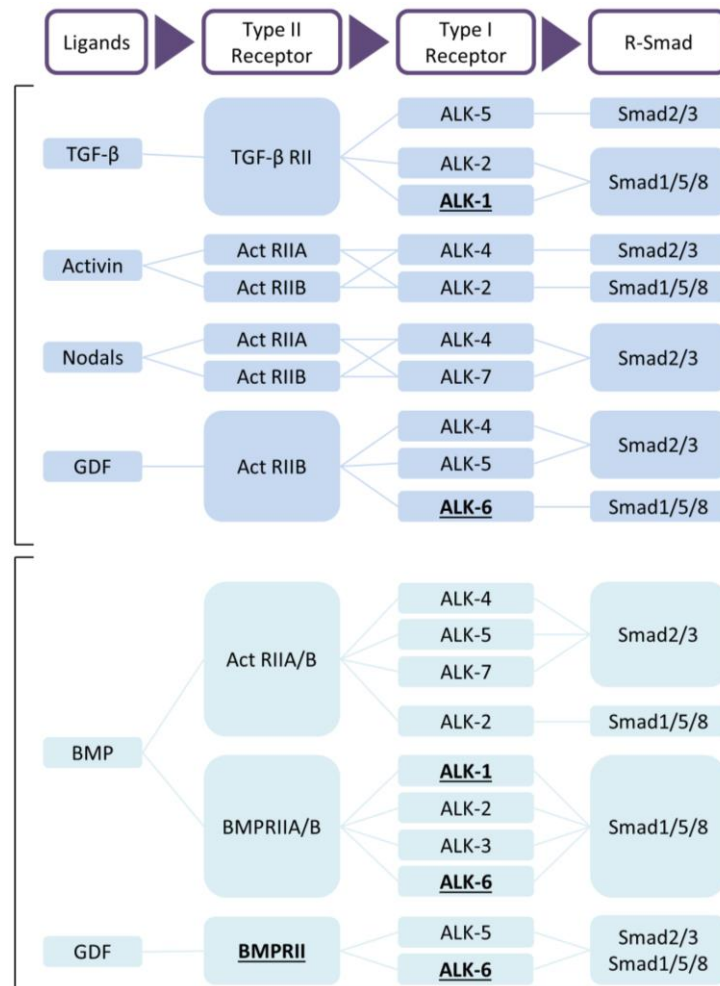 Ligands
Type II
Receptor
Type I
Receptor
R-Smad
TGF-β
TGF-β RII
ALK-5
ALK-2
ALK-1
Smad2/3
Smad1/5/8
Activin
Act RIIA
Act RIIB
ALK-4
ALK-2
Smad2/3
Smad1/5/8
Nodals
Act RIIA
Act RIIB
ALK-4
ALK-7
Smad2/3
GDF
Act RIIB
ALK-4
ALK-5
ALK-6
Smad2/3
Smad1/5/8
BMP
Act RIIA/B
ALK-4
ALK-5
ALK-7
ALK-2
Smad2/3
Smad1/5/8
BMPRIIA/B
ALK-1
ALK-2
ALK-3
ALK-6
Smad1/5/8
GDF
BMPRII
ALK-5
ALK-6
Smad2/3
Smad1/5/8